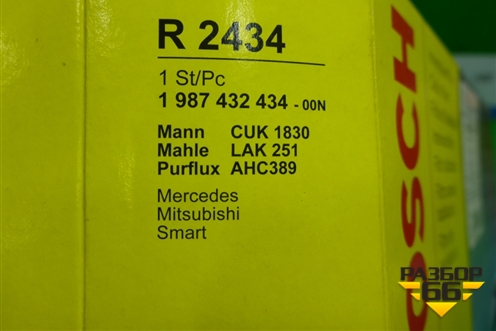 R 2434
1 St/Pc
1 987 432 434 - 00N
Mann CUK 1830
Mahle LAK 251
Purflux AHC389
Mercedes
Mitsubishi
Smart
OSCH
РАЗБОР
66